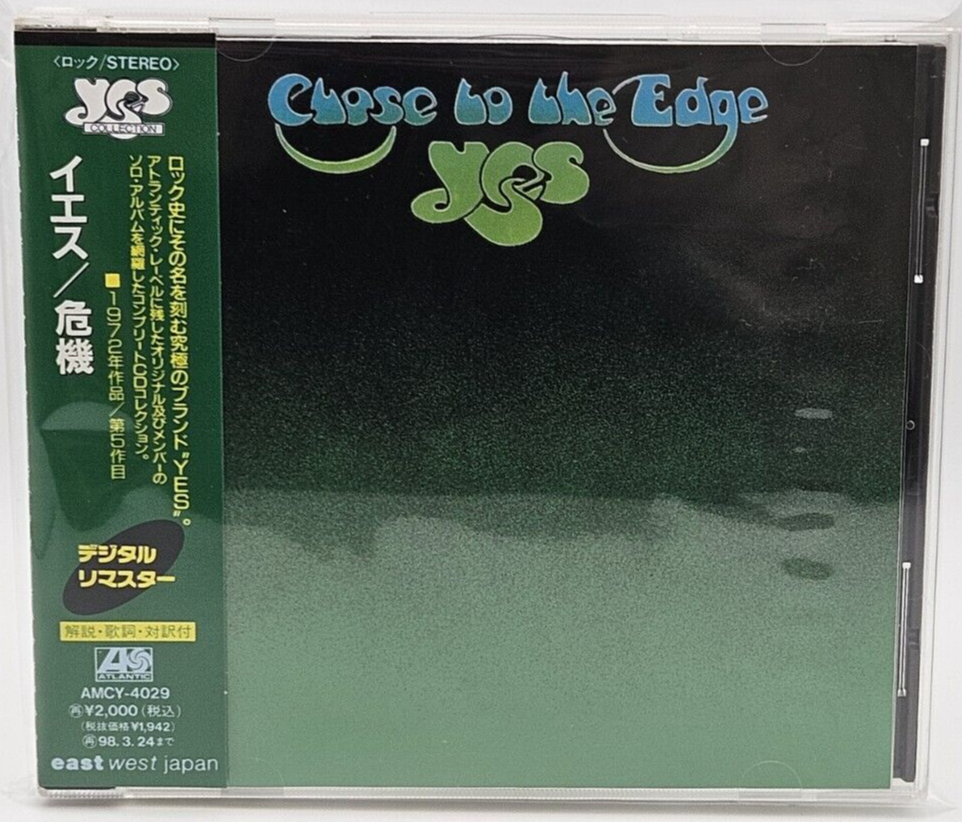 〈ロック/STEREO〉
yes
COLLECTION
イエス/危機
ロック史にその名を刻む究極のブランド"YES"。
アトランティック・レーベルに残したオリジナル及びメンバーの
ソロ・アルバムを網羅したコンプリートCDコレクション。
■1972年作品/第5作目
デジタル
リマスター
解説・歌詞・対訳付
ATLANTIC
AMCY-4029
再¥2,000(税込)
(税抜価格¥1,942)
再98.3.24まで
east west japan
Close to the Edge
yes